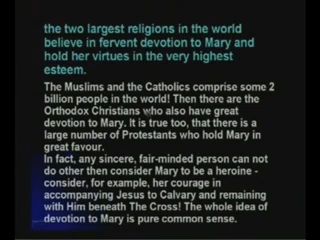 the two largest religions in the world
believe in fervent devotion to Mary and
hold her virtues in the very highest
esteem.
The Muslims and the Catholics comprise some 2
billion people in the world! Then there are the
Orthodox Christians who also have great
devotion to Mary. It is true too, that there is a
large number of Protestants who hold Mary in
great favour.
In fact, any sincere, fair-minded person can not
do other then consider Mary to be a heroine -
consider, for example, her courage in
accompanying Jesus to Calvary and remaining
with Him beneath The Cross! The whole idea of
devotion to Mary is pure common sense.